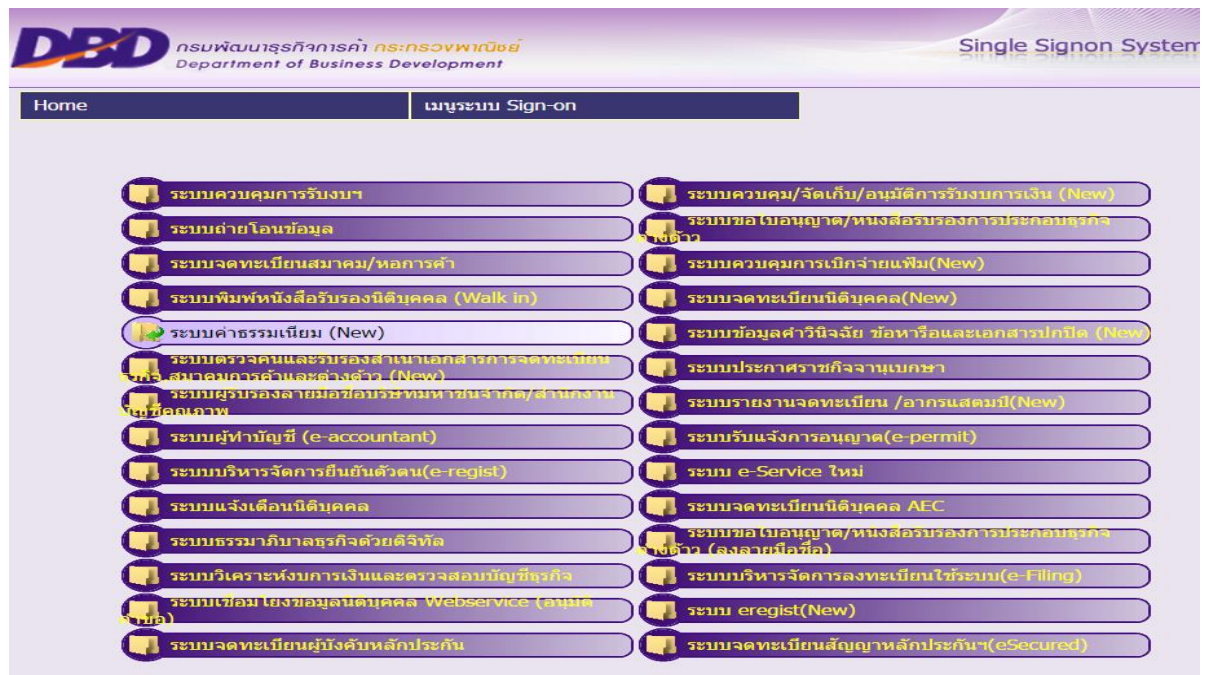 DBD กรมพัฒนาธุรกิจการค้า กระทรวงพาณิชย์
Department of Business Development
Single Signon System
Home
เมนูระบบ Sign-on
ระบบควบคุมการรับงบฯ
ระบบถ่ายโอนข้อมูล
ระบบจดทะเบียนสมาคม/หอการค้า
ระบบพิมพ์หนังสือรับรองนิติบุคคล (Walk in)
ระบบค่าธรรมเนียม (New)
ระบบตรวจค้นและรับรองสำเนาเอกสารการจดทะเบียน
ธุรกิจ สมาคมการค้าและต่างด้าว (New)
ระบบผู้รับรองลายมือชื่อบริษัทมหาชนจำกัด/สำนักงาน
บัญชีคุณภาพ
ระบบผู้ทำบัญชี (e-accountant)
ระบบบริหารจัดการยืนยันตัวตน(e-regist)
ระบบแจ้งเตือนนิติบุคคล
ระบบธรรมาภิบาลธุรกิจด้วยดิจิทัล
ระบบวิเคราะห์งบการเงินและตรวจสอบบัญชีธุรกิจ
ระบบเชื่อมโยงข้อมูลนิติบุคคล Webservice (อนุมัติ
คำขอ)
ระบบจดทะเบียนผู้บังคับหลักประกัน
ระบบควบคุม/จัดเก็บ/อนุมัติการรับงบการเงิน (New)
ระบบขอใบอนุญาต/หนังสือรับรองการประกอบธุรกิจ
ต่างด้าว
ระบบควบคุมการเบิกจ่ายแฟ้ม(New)
ระบบจดทะเบียนนิติบุคคล(New)
ระบบข้อมูลคำวินิจฉัย ข้อหารือและเอกสารปกปิด (New)
ระบบประกาศราชกิจจานุเบกษา
ระบบรายงานจดทะเบียน /อากรแสตมป์(New)
ระบบรับแจ้งการอนุญาต(e-permit)
ระบบ e-Service ใหม่
ระบบจดทะเบียนนิติบุคคล AEC
ระบบขอใบอนุญาต/หนังสือรับรองการประกอบธุรกิจ
ต่างด้าว (ลงลายมือชื่อ)
ระบบบริหารจัดการลงทะเบียนใช้ระบบ(e-Filing)
ระบบ eregist(New)
ระบบจดทะเบียนสัญญาหลักประกันฯ(eSecured)